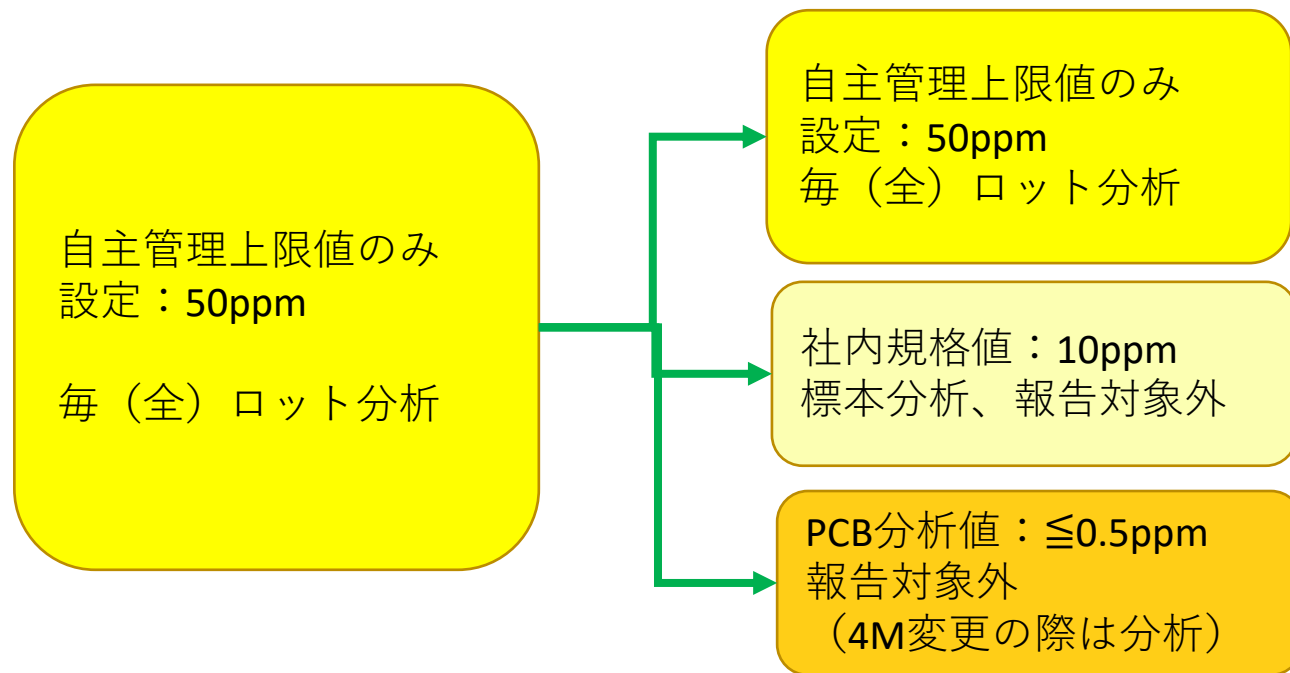 自主管理上限値のみ
設定：50ppm
毎（全）ロット分析
自主管理上限値のみ
設定：50ppm
毎（全）ロット分析
社内規格値：10ppm
標本分析、報告対象外
PCB分析値：≦0.5ppm
報告対象外
（4M変更の際は分析）